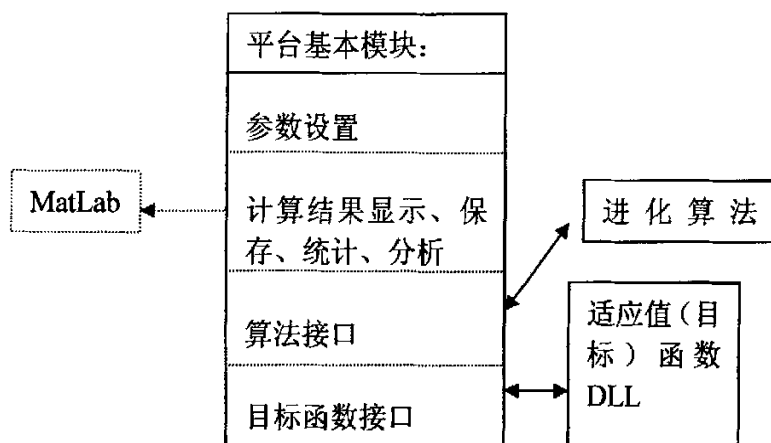 平台基本模块：
参数设置
MatLab
计算结果显示、保
存、统计、分析
进化算法
算法接口
适应值（目
标）函数
DLL
目标函数接口